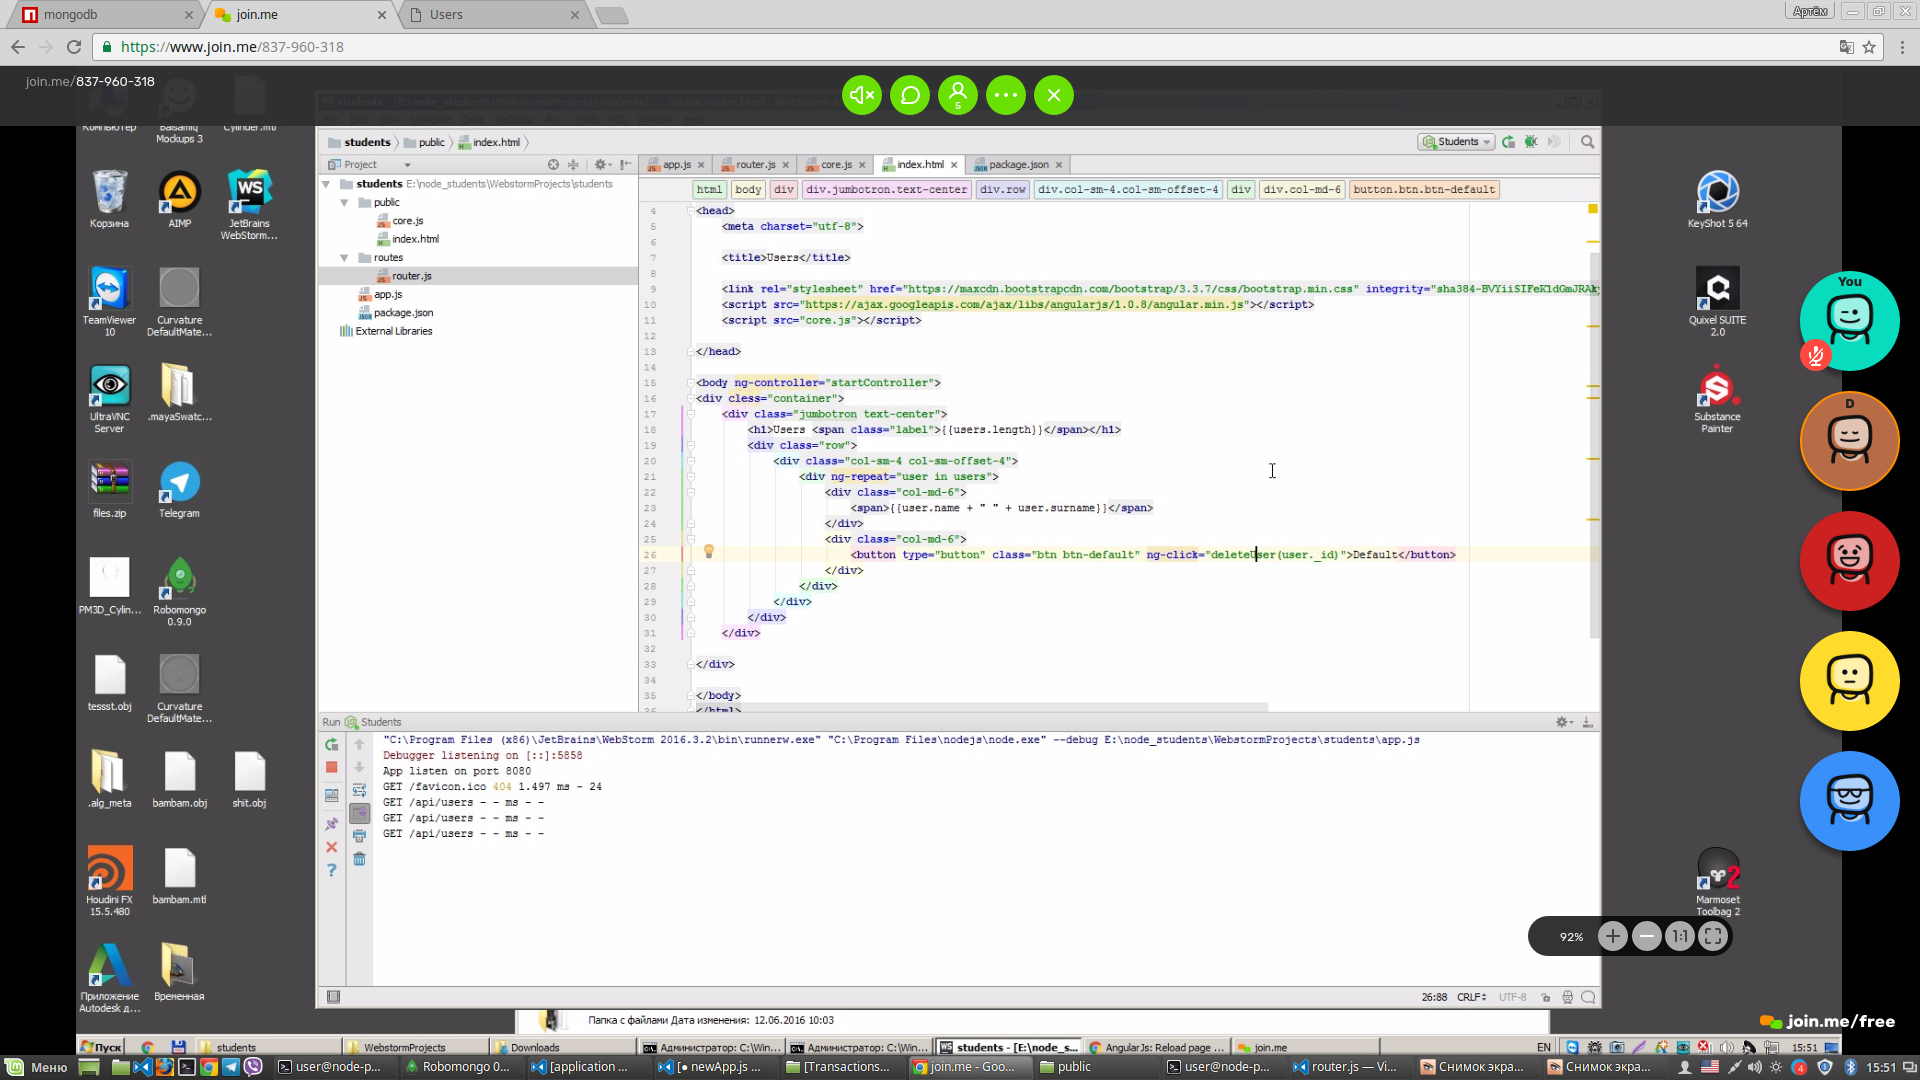 mongodb
join.me
Users
Артём
https://www.join.me/837-960-318
join.me/837-960-318
5
Компьютер
Balsamiq Mockups 3
Cylinder.mtl
Корзина
AIMP
JetBrains WebStorm...
TeamViewer 10
Curvature DefaultMate...
UltraVNC Server
.mayaSwatc...
files.zip
Telegram
PM3D_Cylin...
Robomongo 0.9.0
tessst.obj
Curvature DefaultMate...
.alg_meta
bambam.obj
shit.obj
Houdini FX 15.5.480
bambam.mtl
Приложение Autodesk д...
Временная
students
public
index.html
Students
Project
app.js
router.js
core.js
index.html
package.json
students E:\node_students\WebstormProjects\students
public
core.js
index.html
routes
router.js
app.js
package.json
External Libraries
html body div div.jumbotron.text-center div.row div.col-sm-4.col-sm-offset-4 div div.col-md-6 button.btn.btn-default
4 <head>
5 <meta charset="utf-8">
6
7 <title>Users</title>
8
9 <link rel="stylesheet" href="https://maxcdn.bootstrapcdn.com/bootstrap/3.3.7/css/bootstrap.min.css" integrity="sha384-BVYiiSIFeK1dGmJRAk
10 <script src="https://ajax.googleapis.com/ajax/libs/angularjs/1.0.8/angular.min.js"></script>
11 <script src="core.js"></script>
12
13 </head>
14
15 <body ng-controller="startController">
16 <div cless="container">
17 <div class="jumbotron text-center">
18 <h1>Users <span class="label">{{users.length}}</span></h1>
19 <div class="row">
20 <div class="col-sm-4 col-sm-offset-4">
21 <div ng-repeat="user in users">
22 <div class="col-md-6">
23 <span>{{user.name + " " + user.surname}}</span>
24 </div>
25 <div class="col-md-6">
26 <button type="button" class="btn btn-default" ng-click="deleteUser(user._id)">Default</button>
27 </div>
28 </div>
29 </div>
30 </div>
31 </div>
32
33 </div>
34
35 </body>
36 </html>
Run Students
"C:\Program Files (x86)\JetBrains\WebStorm 2016.3.2\bin\runnerw.exe" "C:\Program Files\nodejs\node.exe" --debug E:\node_students\WebstormProjects\students\app.js
Debugger listening on [::]:5858
App listen on port 8080
GET /favicon.ico 404 1.497 ms - 24
GET /api/users - - ms - -
GET /api/users - - ms - -
GET /api/users - - ms - -
26:88 CRLF UTF-8
KeyShot 5 64
Quixel SUITE 2.0
Substance Painter
Marmoset Toolbag 2
You
D
92%
1:1
join.me/free
Папка с файлами Дата изменения: 12.06.2016 10:03
Пуск
students
WebstormProjects
Downloads
Администратор: C:\Win...
Администратор: C:\Win...
students - [E:\node_s...
AngularJs: Reload page ...
join.me
EN
15:51
Меню
user@node-p...
Robomongo 0...
[application ...
[• newApp.js ...
[Transactions...
join.me - Goo...
public
user@node-p...
router.js — Vi...
Снимок экра...
Снимок экра...
4
15:51